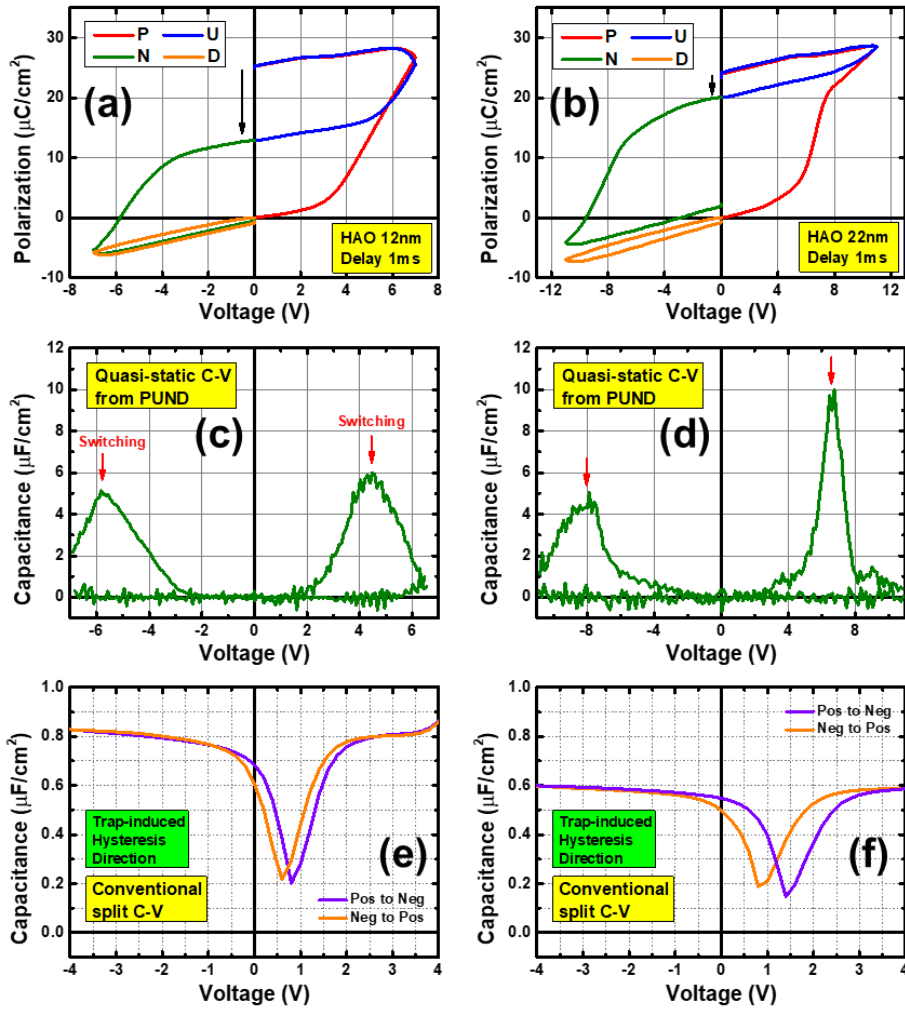 P U
N D
(a)
HAO 12nm
Delay 1ms
Polarization (μC/cm²)
30
20
10
0
-10
-8 -6 -4 -2 0 2 4 6 8
Voltage (V)
P U
N D
(b)
HAO 22nm
Delay 1ms
Polarization (μC/cm²)
30
20
10
0
-10
-12 -8 -4 0 4 8 12
Voltage (V)
Quasi-static C-V
from PUND
(c)
Switching
Switching
Capacitance (μF/cm²)
12
10
8
6
4
2
0
-6 -4 -2 0 2 4 6
Voltage (V)
Quasi-static C-V
from PUND
(d)
Capacitance (μF/cm²)
12
10
8
6
4
2
0
-8 -4 0 4 8
Voltage (V)
Trap-induced
Hysteresis
Direction
(e)
Conventional
split C-V
Pos to Neg
Neg to Pos
Capacitance (μF/cm²)
1.0
0.8
0.6
0.4
0.2
0.0
-4 -3 -2 -1 0 1 2 3 4
Voltage (V)
Pos to Neg
Neg to Pos
Trap-induced
Hysteresis
Direction
(f)
Conventional
split C-V
Capacitance (μF/cm²)
1.0
0.8
0.6
0.4
0.2
0.0
-4 -3 -2 -1 0 1 2 3 4
Voltage (V)